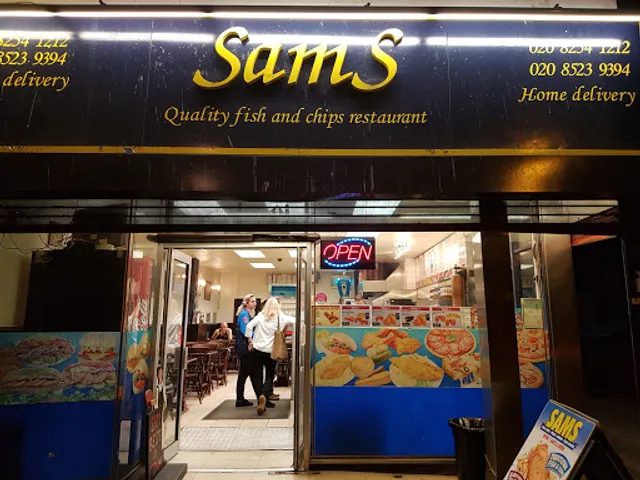 SamS
Quality fish and chips restaurant
8254 1212
8523 9394
delivery
020 8254 1212
020 8523 9394
Home delivery
OPEN
SAMS